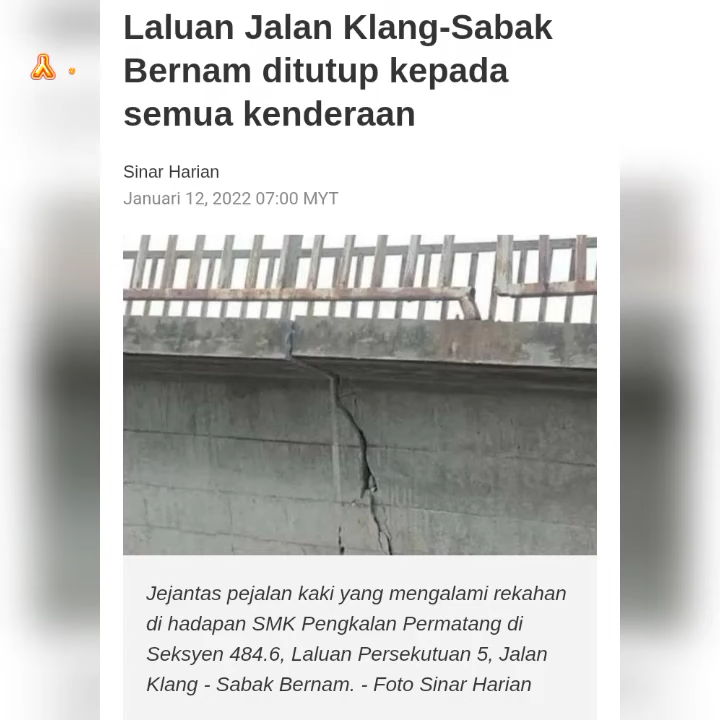 Laluan Jalan Klang-Sabak
Bernam ditutup kepada
semua kenderaan
Sinar Harian
Januari 12, 2022 07:00 MYT
Jejantas pejalan kaki yang mengalami rekahan
di hadapan SMK Pengkalan Permatang di
Seksyen 484.6, Laluan Persekutuan 5, Jalan
Klang - Sabak Bernam. - Foto Sinar Harian